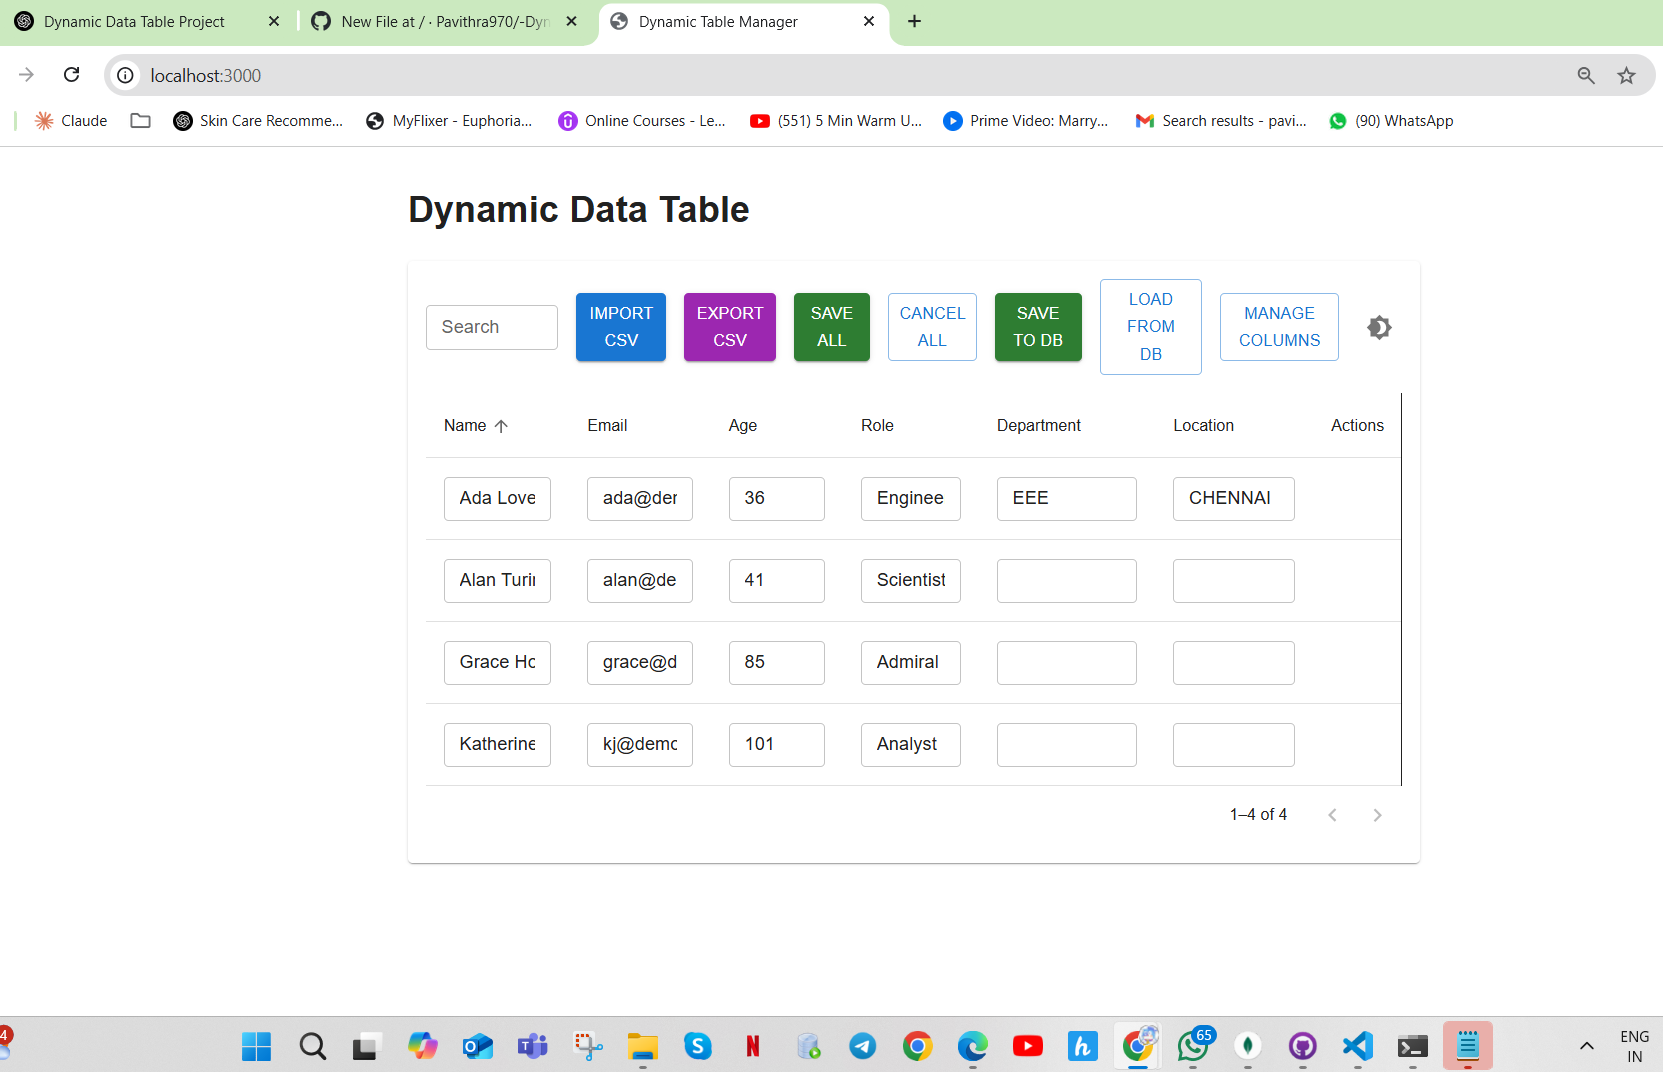 Dynamic Data Table Project
New File at / · Pavithra970/-Dyn
Dynamic Table Manager
localhost:3000
Claude
Skin Care Recomme...
MyFlixer - Euphoria...
Online Courses - Le...
(551) 5 Min Warm U...
Prime Video: Marry...
Search results - pavi...
(90) WhatsApp
Dynamic Data Table
Search
IMPORT
CSV
EXPORT
CSV
SAVE
ALL
CANCEL
ALL
SAVE
TO DB
LOAD
FROM
DB
MANAGE
COLUMNS
Name Email Age Role Department Location Actions
Ada Love ada@der 36 Enginee EEE CHENNAI
Alan Turin alan@de 41 Scientist
Grace Ho grace@d 85 Admiral
Katherine kj@demo 101 Analyst
1–4 of 4
4
65
ENG
IN